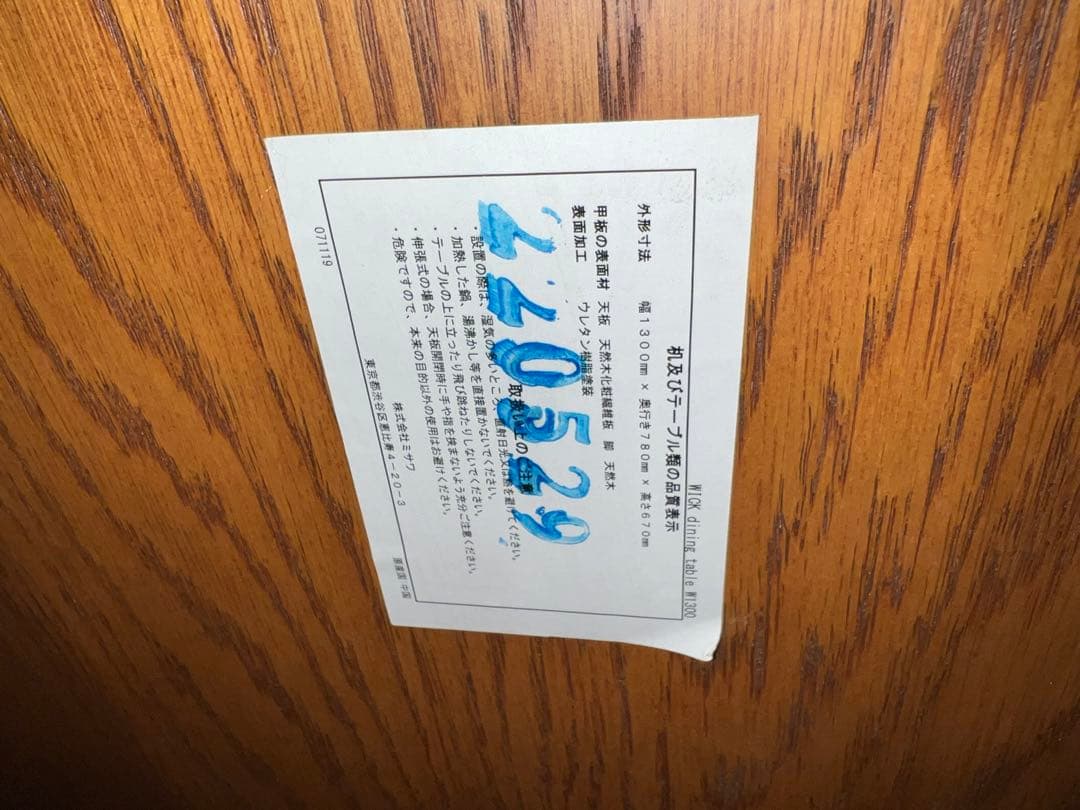 WICK dining table W1300
机及びテーブル類の品質表示
外形寸法 幅1300mm × 奥行き780mm × 高さ670mm
甲板の表面材 天板 天然木化粧繊維板 脚 天然木
表面加工 ウレタン樹脂塗装
220529
取扱い上のご注意
・設置の際は、湿気の多いところ、直射日光又は熱を避けてください。
・加熱した鍋、湯沸かし等を直接置かないでください。
・テーブルの上に立ったり飛び跳ねたりしないでください。
・伸張式の場合、天板開閉時に手や指を挟まないよう充分ご注意ください。
・危険ですので、本来の目的以外の使用はお避けください。
株式会社ミサワ
東京都渋谷区恵比寿4-20-3
071119
原産国 中国